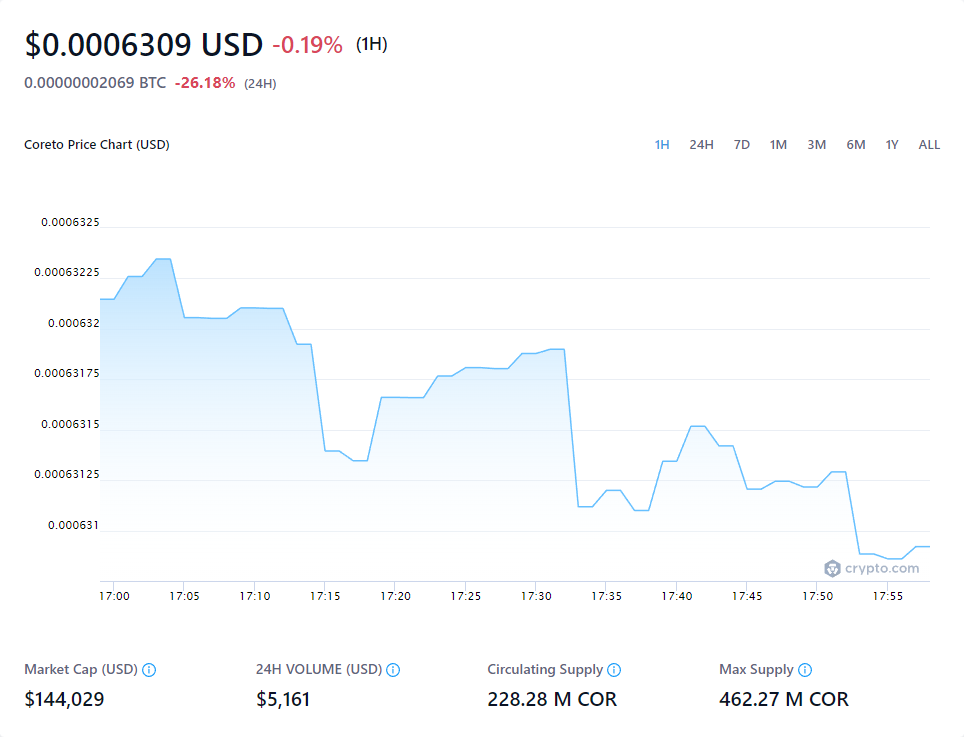 $0.0006309 USD -0.19% (1H)
0.00000002069 BTC -26.18% (24H)
Coreto Price Chart (USD) 1H 24H 7D 1M 3M 6M 1Y ALL
0.0006325
0.00063225
0.000632
0.00063175
0.0006315
0.00063125
0.000631
crypto.com
17:00 17:05 17:10 17:15 17:20 17:25 17:30 17:35 17:40 17:45 17:50 17:55
Market Cap (USD) 24H VOLUME (USD) Circulating Supply Max Supply
$144,029 $5,161 228.28 M COR 462.27 M COR